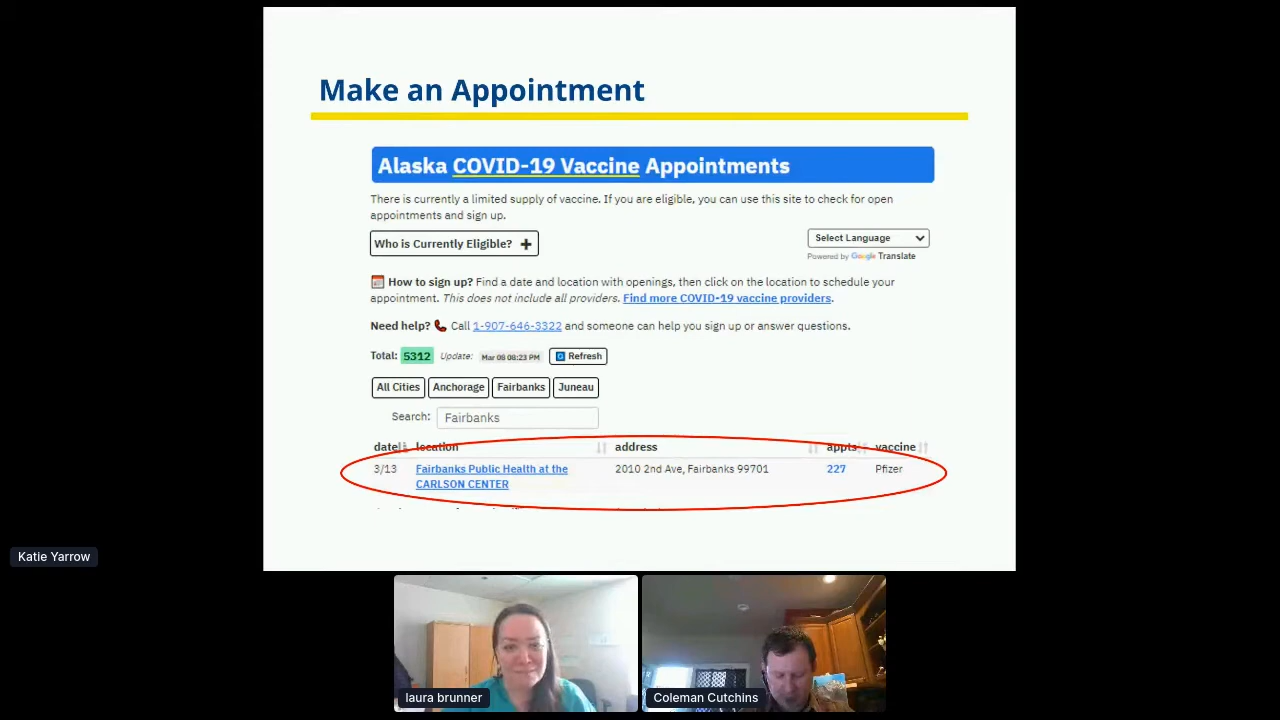 Make an Appointment
Alaska COVID-19 Vaccine Appointments
There is currently a limited supply of vaccine. If you are eligible, you can use this site to check for open
appointments and sign up.
Who is Currently Eligible? +
Select Language
Powered by Google Translate
How to sign up? Find a date and location with openings, then click on the location to schedule your
appointment. This does not include all providers. Find more COVID-19 vaccine providers.
Need help? Call 1-907-646-3322 and someone can help you sign up or answer questions.
Total: 5312 Update: Mar 08 08:23 PM Refresh
All Cities Anchorage Fairbanks Juneau
Search: Fairbanks
date location address appts vaccine
3/13 Fairbanks Public Health at the 2010 2nd Ave, Fairbanks 99701 227 Pfizer
CARLSON CENTER
Katie Yarrow
laura brunner
Coleman Cutchins